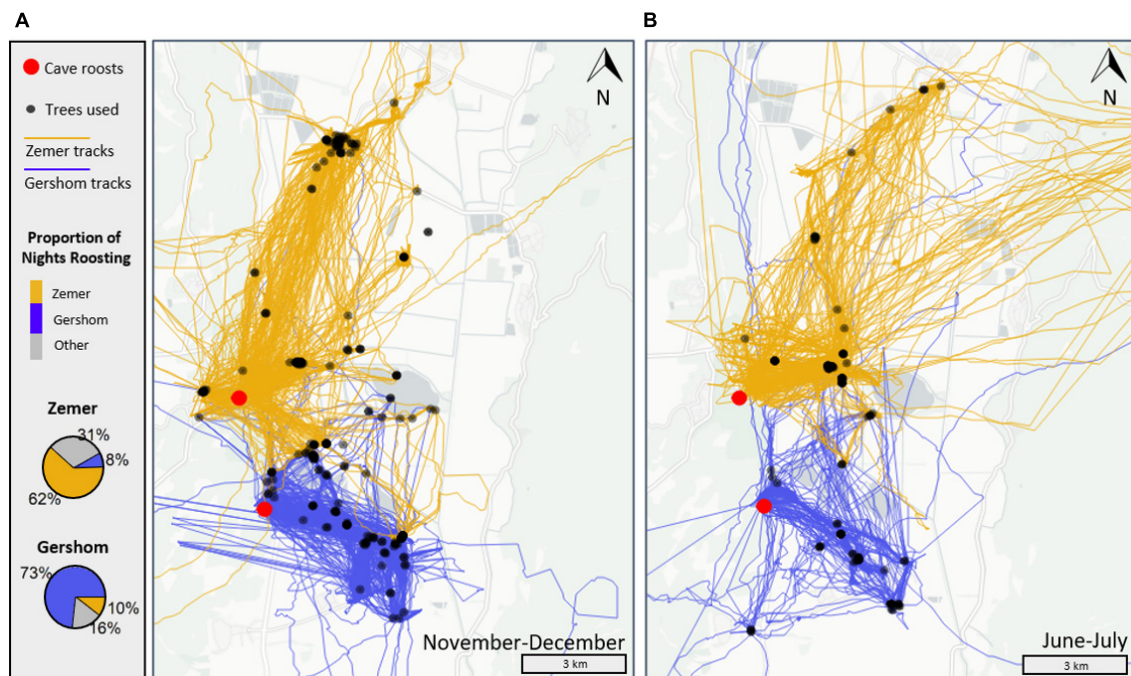 A
B
Cave roosts
Trees used
Zemer tracks
Gershom tracks
Proportion of
Nights Roosting
Zemer
Gershom
Other
Zemer
31%
8%
62%
Gershom
73%
10%
16%
N
November-December
3 km
N
June-July
3 km